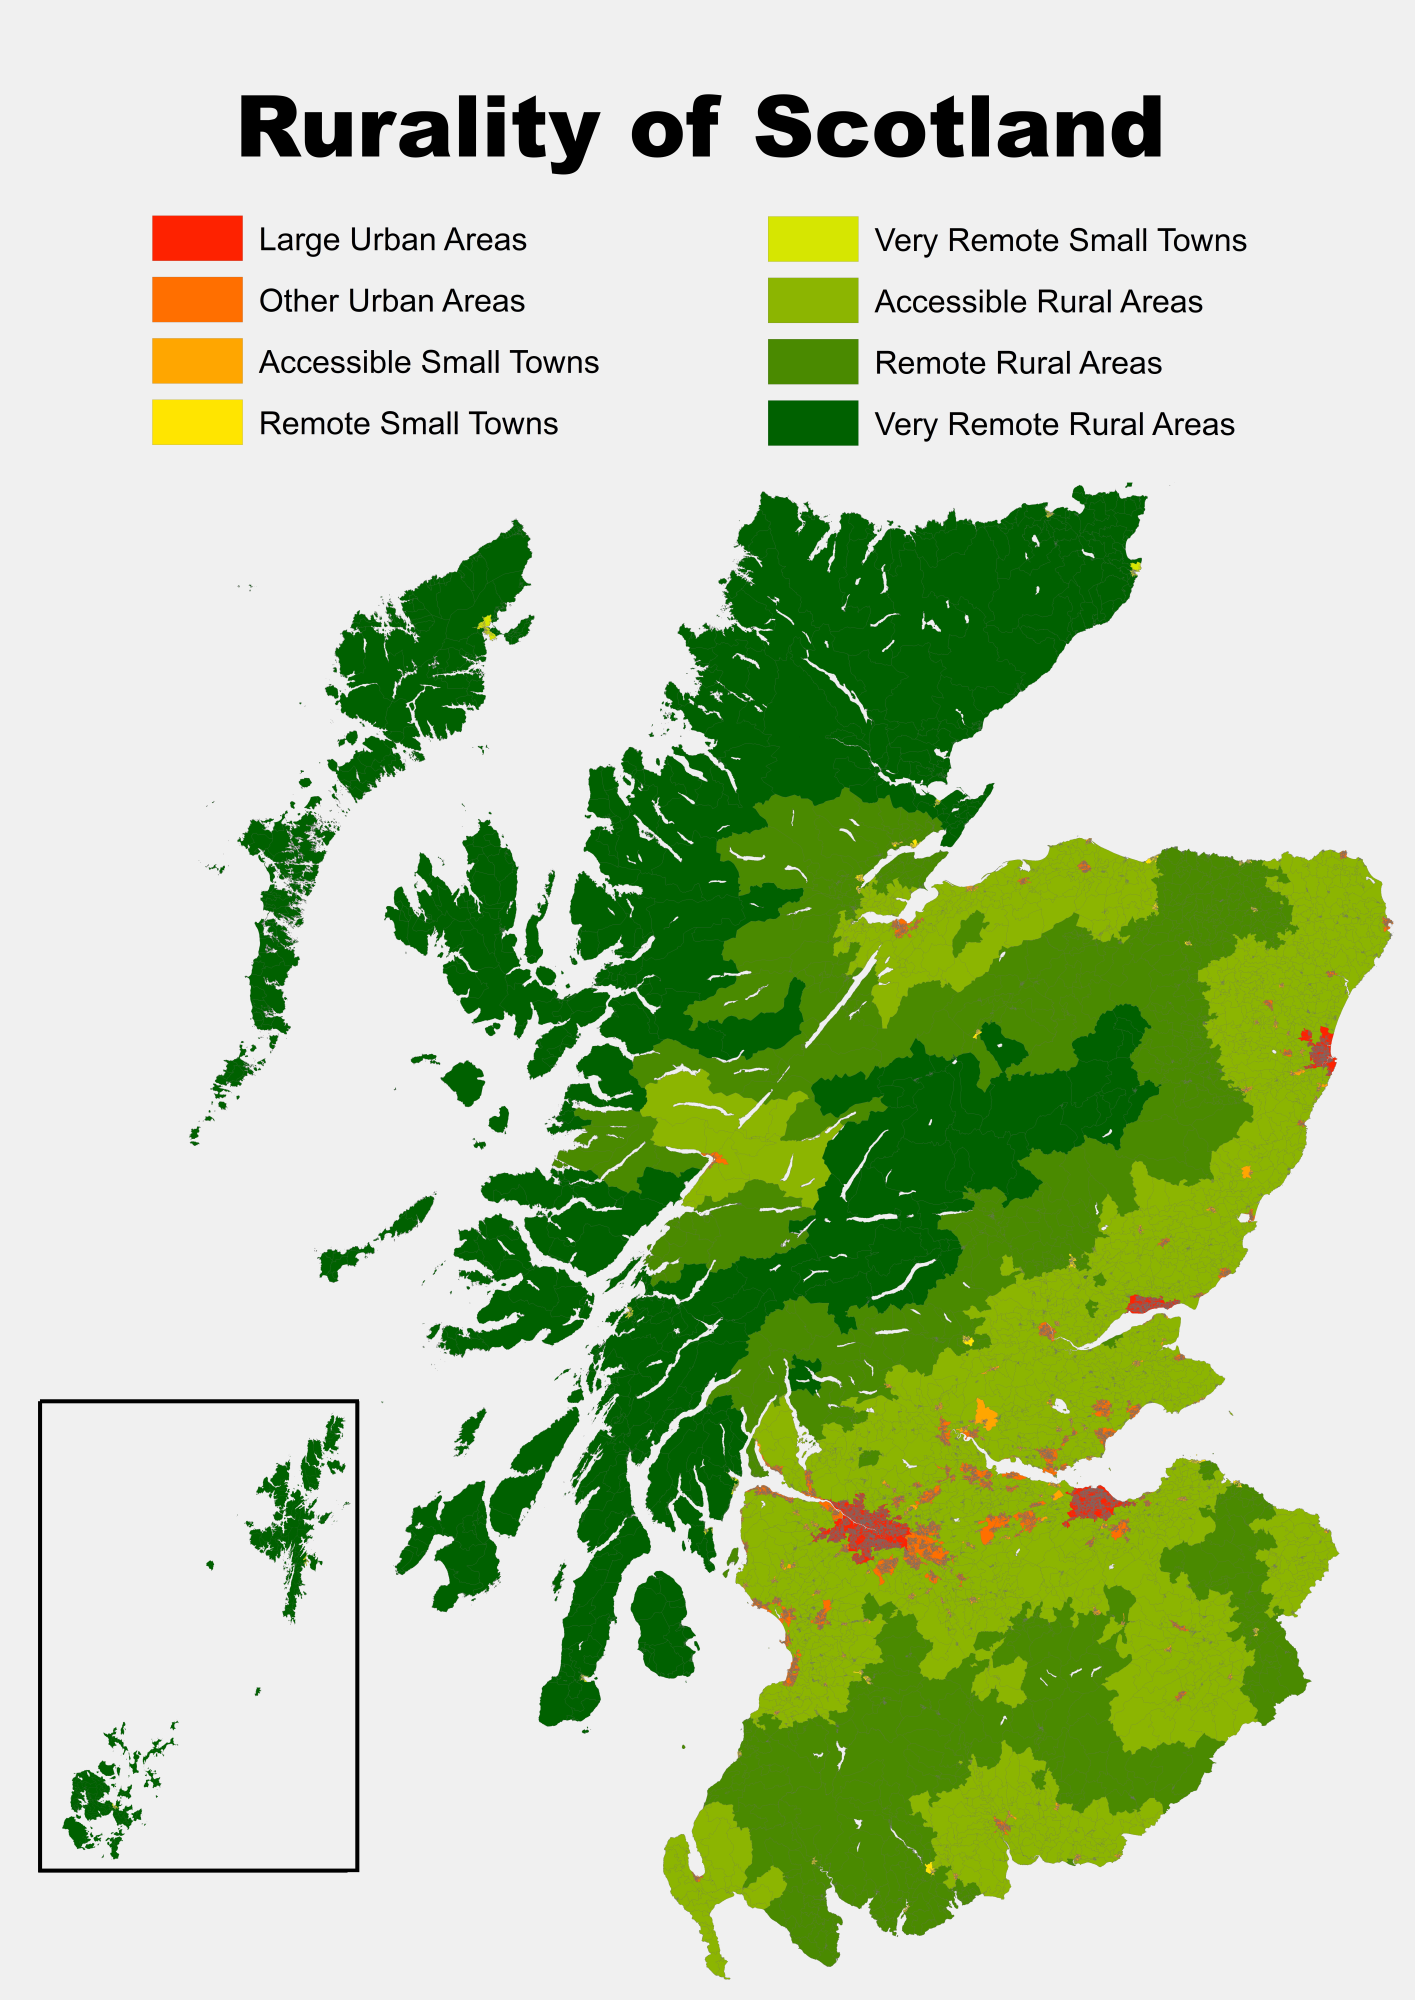 Rurality of Scotland
Large Urban Areas
Other Urban Areas
Accessible Small Towns
Remote Small Towns
Very Remote Small Towns
Accessible Rural Areas
Remote Rural Areas
Very Remote Rural Areas